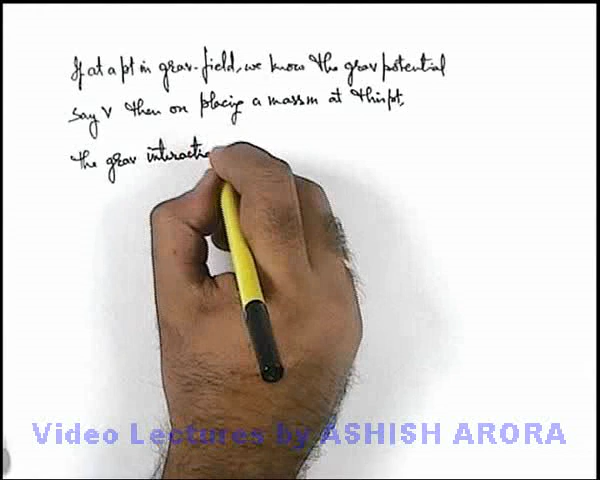 If at a pt in grav. field, we know the grav potential
say V then on placing a mass m at this pt,
the grav interactio
Video Lectures by ASHISH ARORA